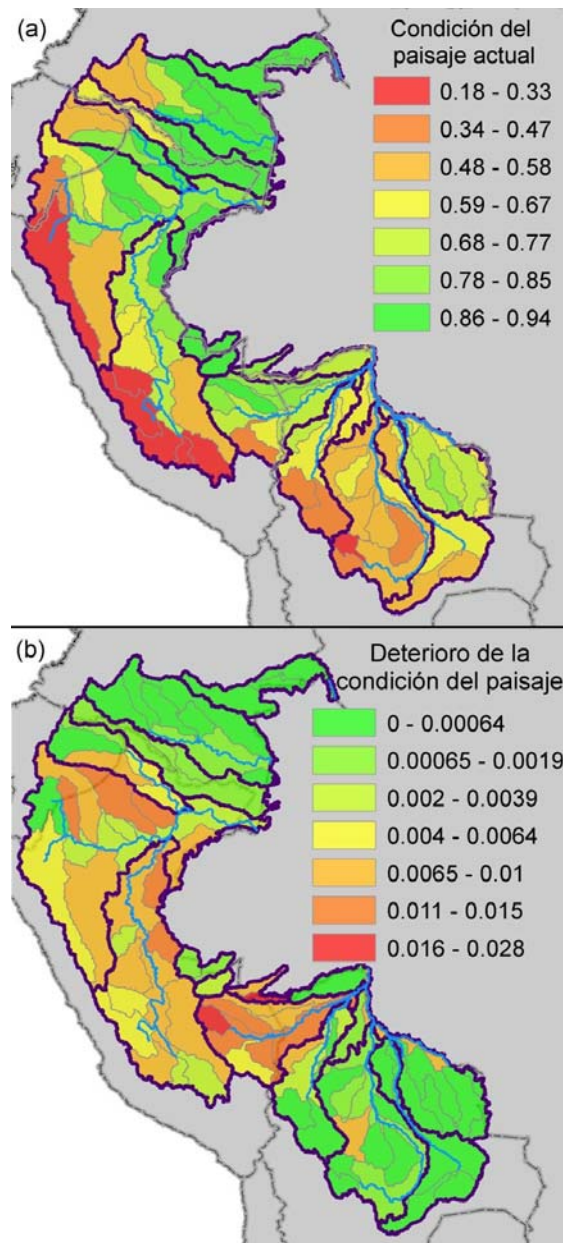 (a)
Condición del
paisaje actual
0.18 - 0.33
0.34 - 0.47
0.48 - 0.58
0.59 - 0.67
0.68 - 0.77
0.78 - 0.85
0.86 - 0.94
(b)
Deterioro de la
condición del paisaje
0 - 0.00064
0.00065 - 0.0019
0.002 - 0.0039
0.004 - 0.0064
0.0065 - 0.01
0.011 - 0.015
0.016 - 0.028